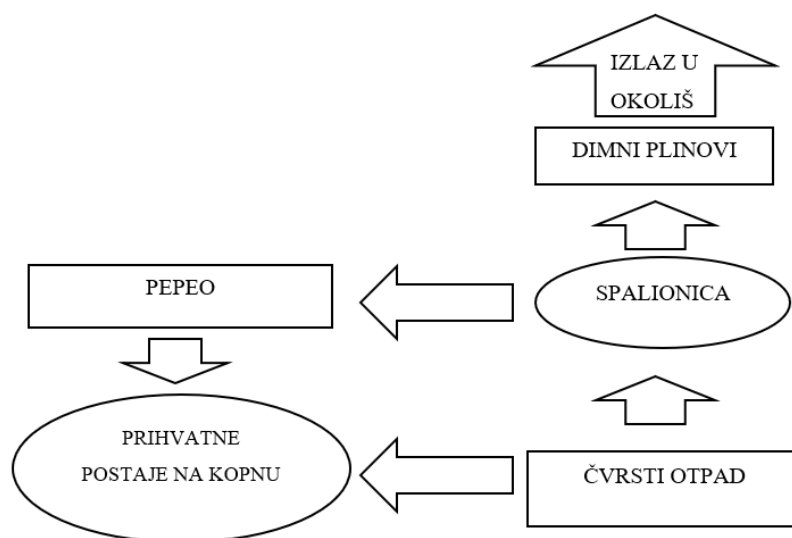 IZLAZ U
OKOLIŠ
DIMNI PLINOVI
PEPEO
SPALIONICA
PRIHVATNE
POSTAJE NA KOPNU
ČVRSTI OTPAD